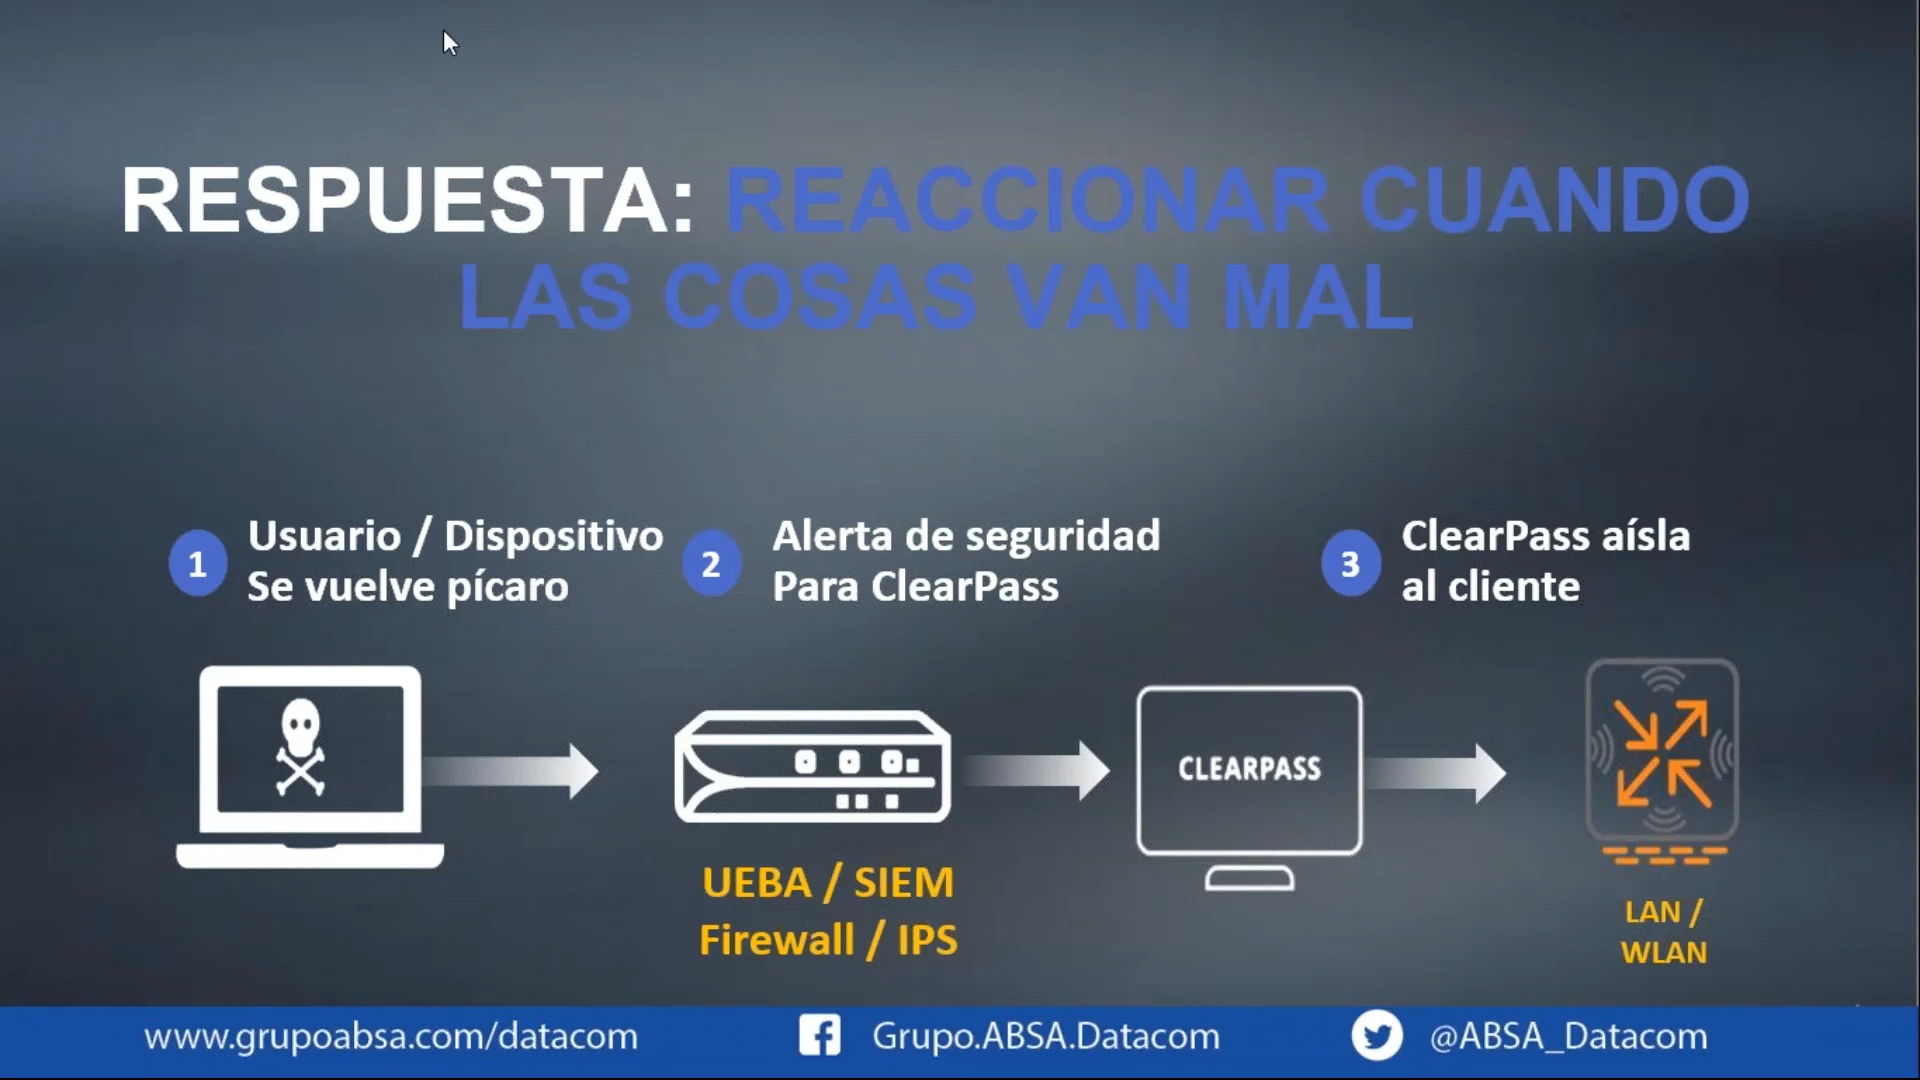 RESPUESTA: REACCIONAR CUANDO
LAS COSAS VAN MAL
1
Usuario / Dispositivo
Se vuelve pícaro
2
Alerta de seguridad
Para ClearPass
3
ClearPass aísla
al cliente
CLEARPASS
UEBA / SIEM
Firewall / IPS
LAN /
WLAN
www.grupoabsa.com/datacom
Grupo.ABSA.Datacom
@ABSA_Datacom